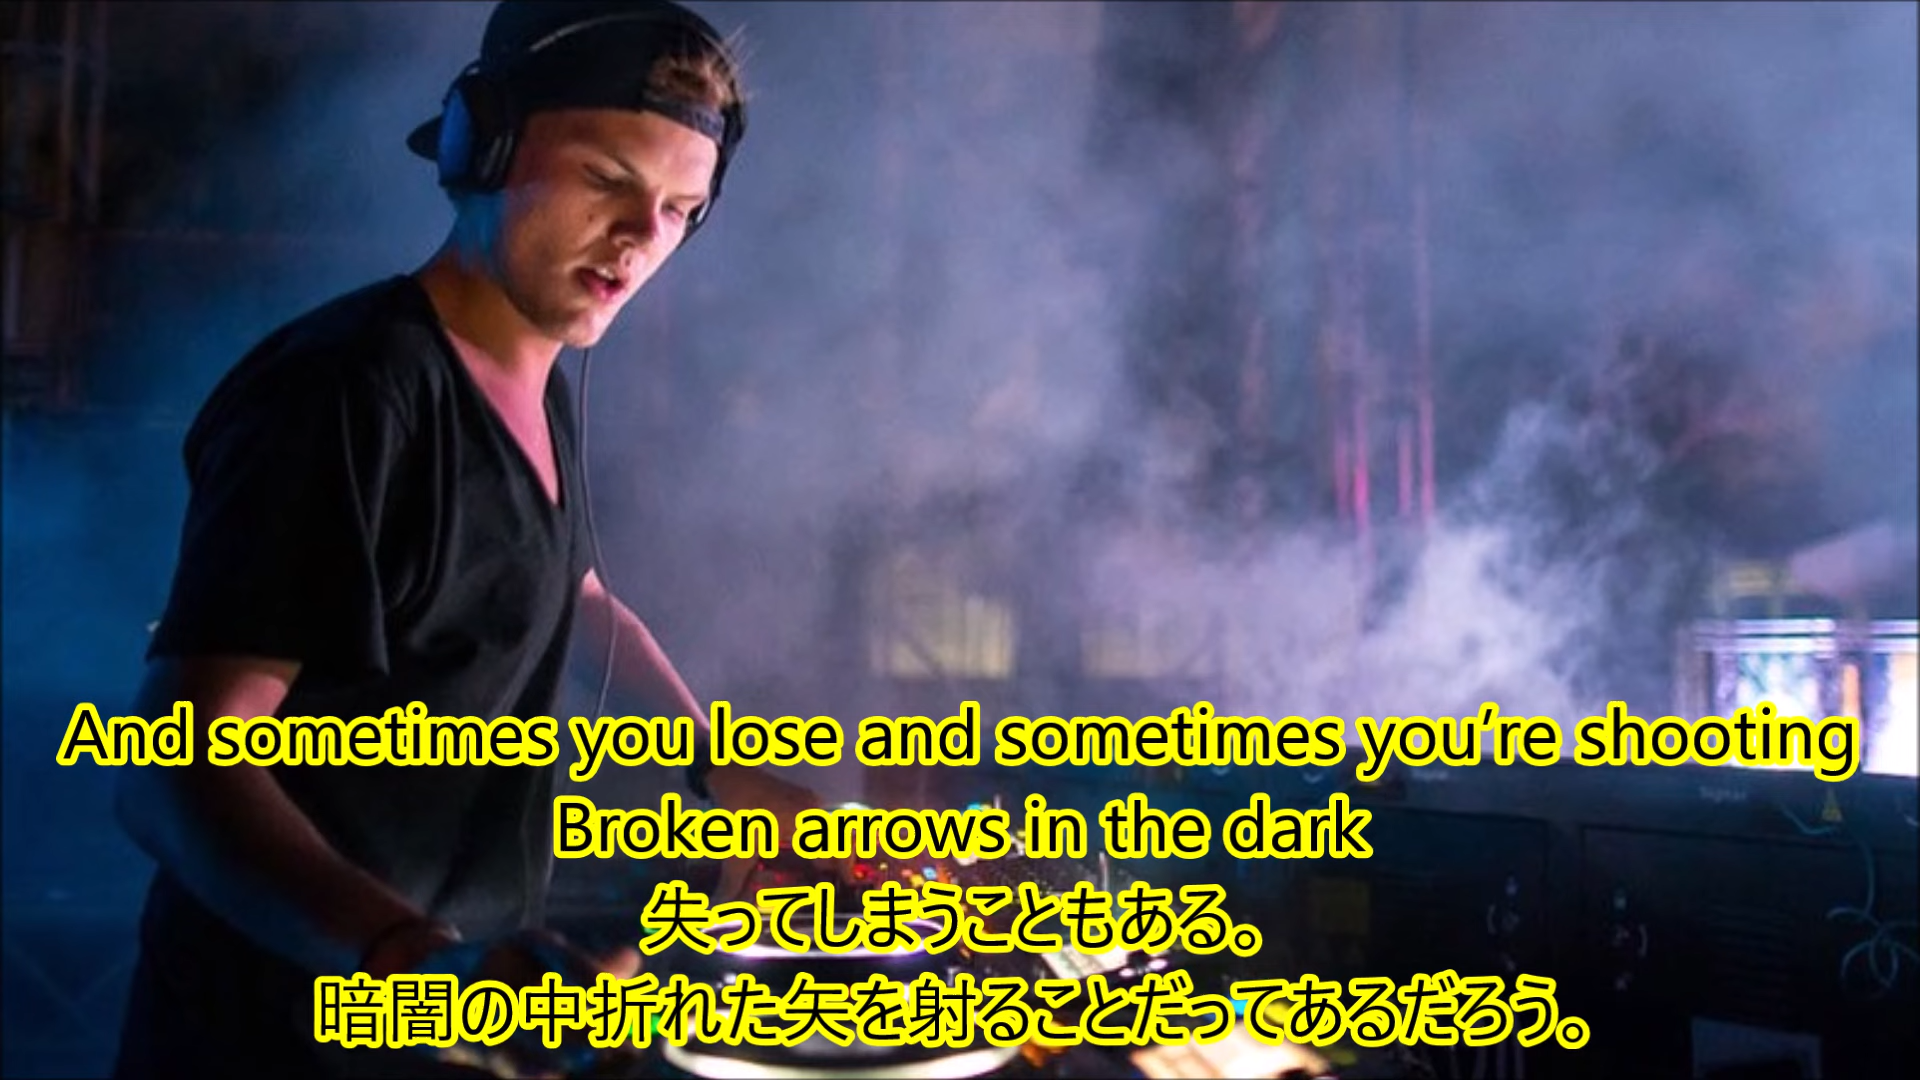 And sometimes you lose and sometimes you're shooting
Broken arrows in the dark
失ってしまうこともある。
暗闇の中折れた矢を射ることだってあるだろう。